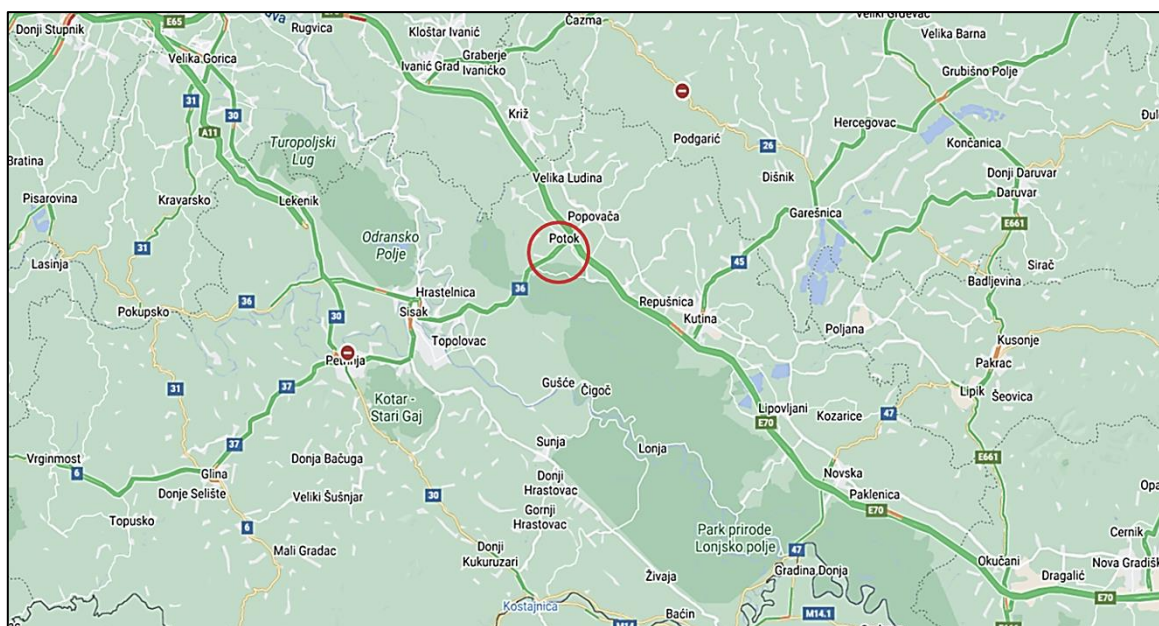 E65
Donji Stupnik
Rugvica
Kloštar Ivanić
Čazma
Veliki Grđevac
Velika Barna
Velika Gorica
Ivanić Grad
Graberje
Ivanićko
Grubišno Polje
31
30
A11
Križ
Podgarić
26
Hercegovac
Končanica
Turopoljski
Lug
Bratina
Pisarovina
Kravarsko
Lekenik
Velika Ludina
Dišnik
Donji Daruvar
Daruvar
Popovača
Garešnica
Potok
E661
31
Odransko
Polje
Lasinja
45
Sirač
Badljevina
36
Hrastelnica
36
Repušnica
Pokupsko
30
Sisak
Kutina
Poljana
Topolovac
Kusonje
Petrinja
Pakrac
31
37
Gušće
Čigoč
Lipik
Šeovica
Kotar -
Stari Gaj
Lipovljani
Kozarice
47
E70
37
Sunja
Lonja
E661
Vrginmost
6
Glina
Donja Bačuga
Donji
Hrastovac
Novska
Donje Selište
Veliki Šušnjar
30
Paklenica
Topusko
6
Gornji
Hrastovac
E70
Park prirode
Lonjsko polje
Mali Gradac
Donji
Kukuruzari
47
Okučani
Cernik
Živaja
Gradina Donja
Dragalić
Nova Gradiš
Kostajnica
Baćin
M14.1
E70